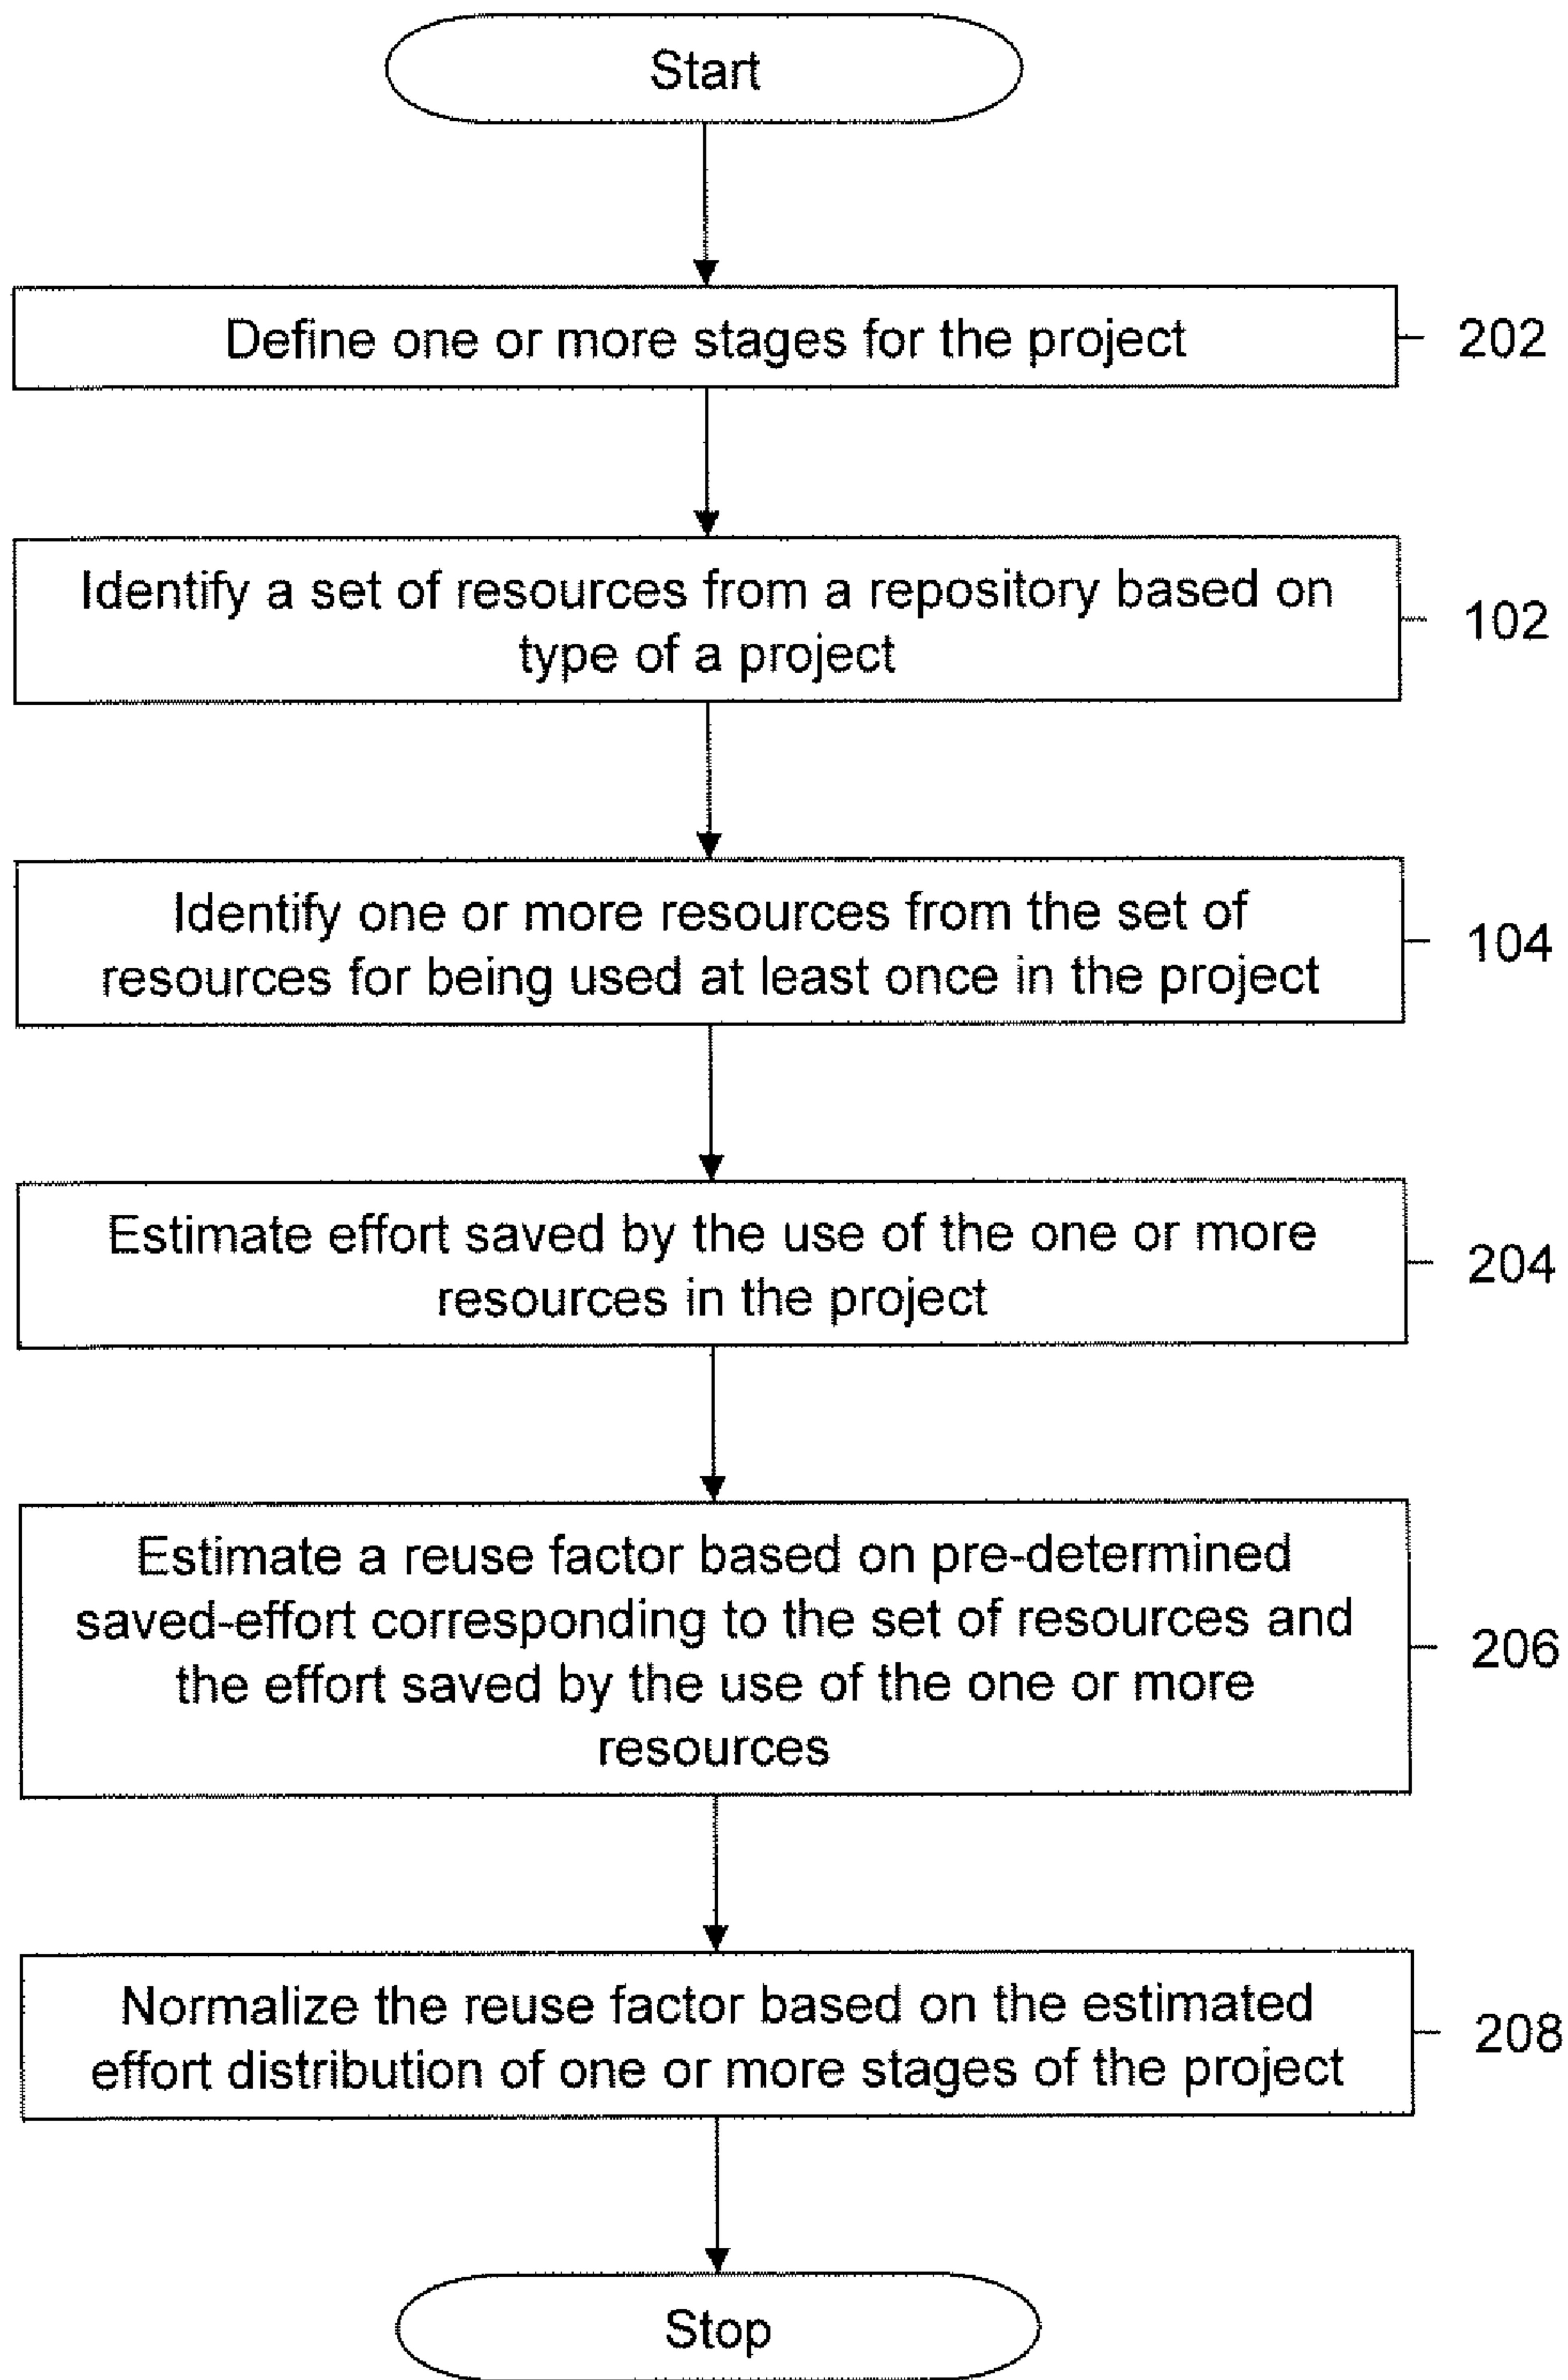 Start
Define one or more stages for the project
202
Identify a set of resources from a repository based on
type of a project
102
Identify one or more resources from the set of
resources for being used at least once in the project
104
Estimate effort saved by the use of the one or more
resources in the project
204
Estimate a reuse factor based on pre-determined
saved-effort corresponding to the set of resources and
the effort saved by the use of the one or more
resources
206
Normalize the reuse factor based on the estimated
effort distribution of one or more stages of the project
208
Stop